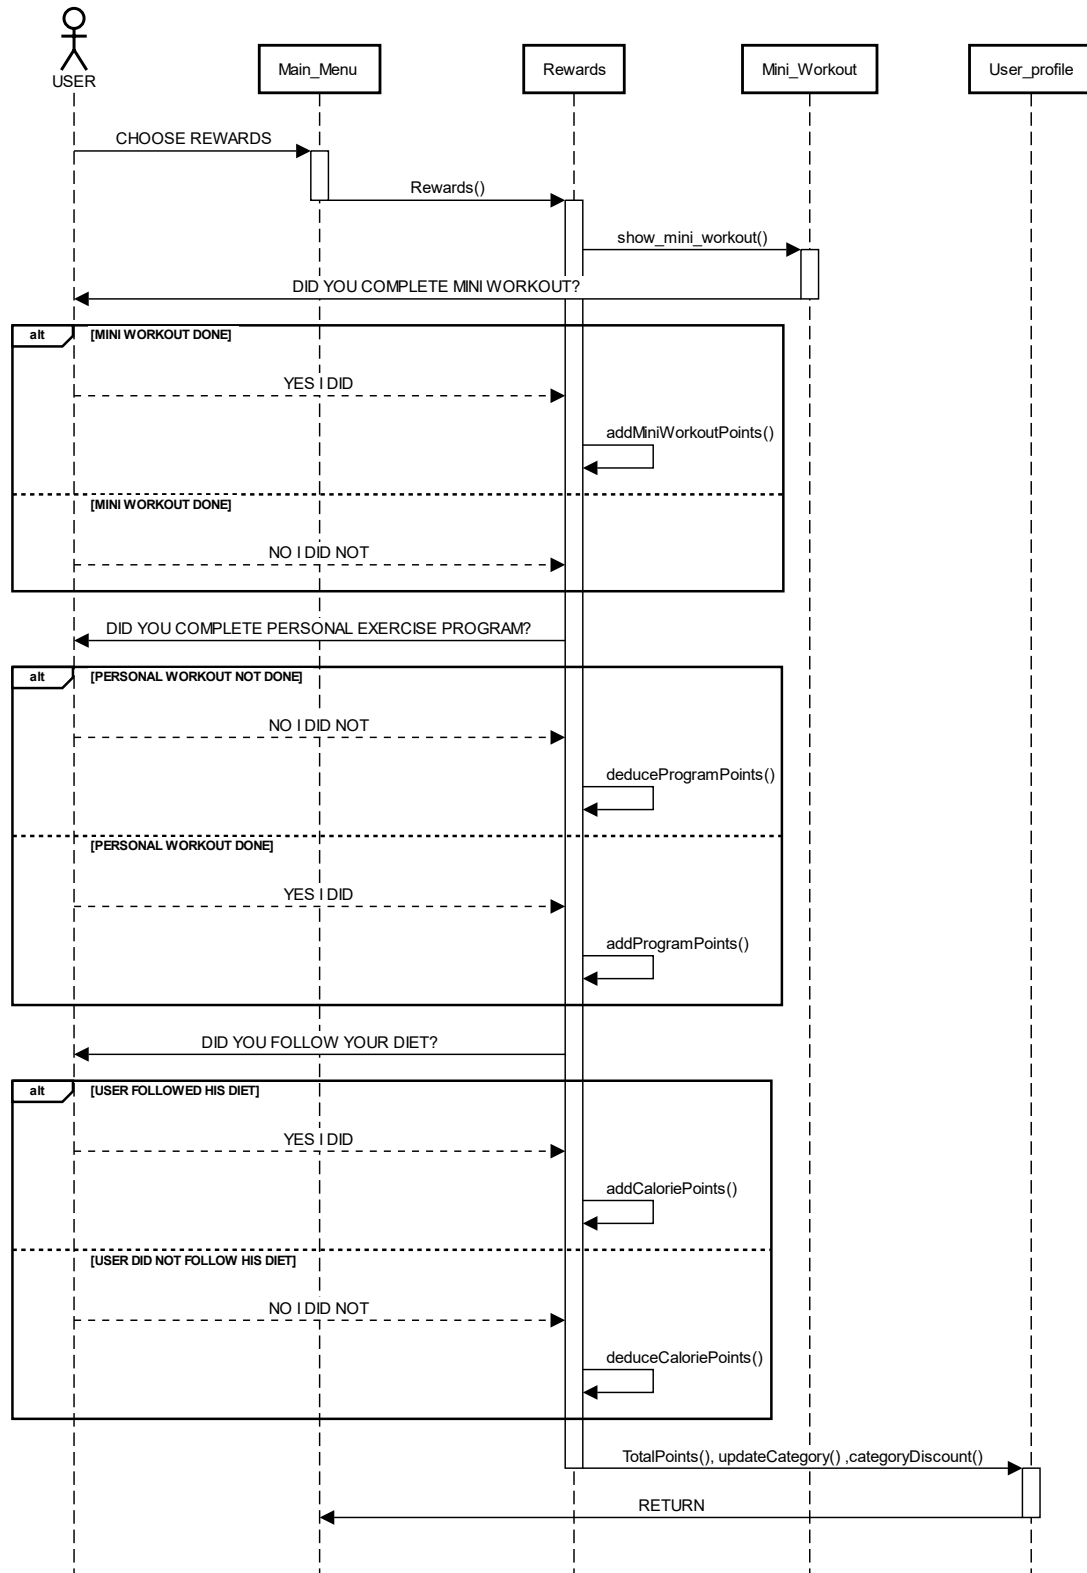 USER
Main_Menu
Rewards
Mini_Workout
User_profile
CHOOSE REWARDS
Rewards()
show_mini_workout()
DID YOU COMPLETE MINI WORKOUT?
alt
[MINI WORKOUT DONE]
YES I DID
addMiniWorkoutPoints()
[MINI WORKOUT DONE]
NO I DID NOT
DID YOU COMPLETE PERSONAL EXERCISE PROGRAM?
alt
[PERSONAL WORKOUT NOT DONE]
NO I DID NOT
deduceProgramPoints()
[PERSONAL WORKOUT DONE]
YES I DID
addProgramPoints()
DID YOU FOLLOW YOUR DIET?
alt
[USER FOLLOWED HIS DIET]
YES I DID
addCaloriePoints()
[USER DID NOT FOLLOW HIS DIET]
NO I DID NOT
deduceCaloriePoints()
TotalPoints(), updateCategory() ,categoryDiscount()
RETURN